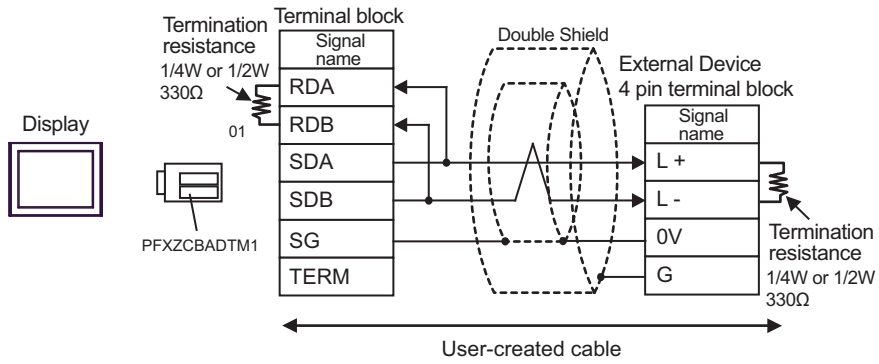 Terminal block
Termination
resistance
1/4W or 1/2W
330Ω
01
Signal
name
RDA
RDB
SDA
SDB
SG
TERM
Display
PFXZCBADTM1
Double Shield
External Device
4 pin terminal block
Signal
name
L +
L -
0V
G
Termination
resistance
1/4W or 1/2W
330Ω
User-created cable